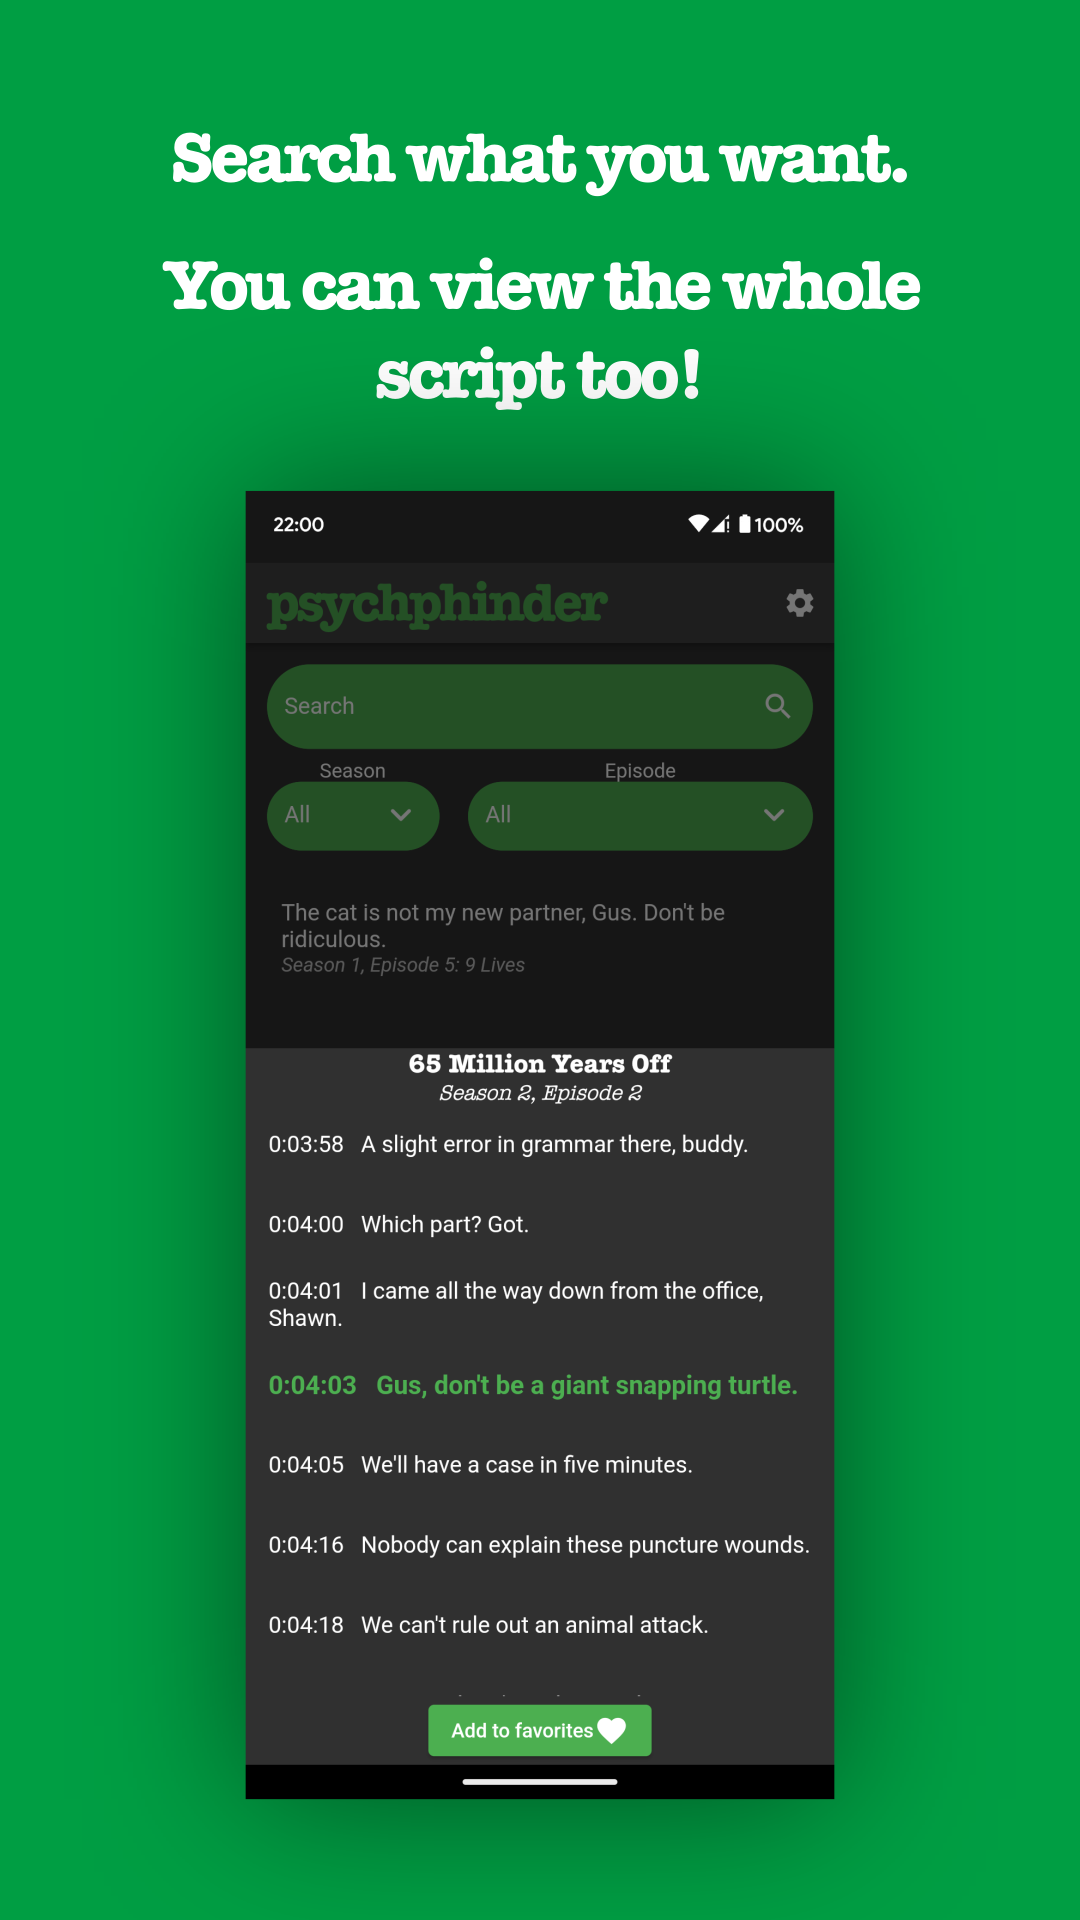 Search what you want.
You can view the whole
script too!
22:00
100%
psychphinder
Search
Season
Episode
All
All
The cat is not my new partner, Gus. Don't be
ridiculous.
Season 1, Episode 5: 9 Lives
65 Million Years Off
Season 2, Episode 2
0:03:58 A slight error in grammar there, buddy.
0:04:00 Which part? Got.
0:04:01 I came all the way down from the office,
Shawn.
0:04:03 Gus, don't be a giant snapping turtle.
0:04:05 We'll have a case in five minutes.
0:04:16 Nobody can explain these puncture wounds.
0:04:18 We can't rule out an animal attack.
Add to favorites